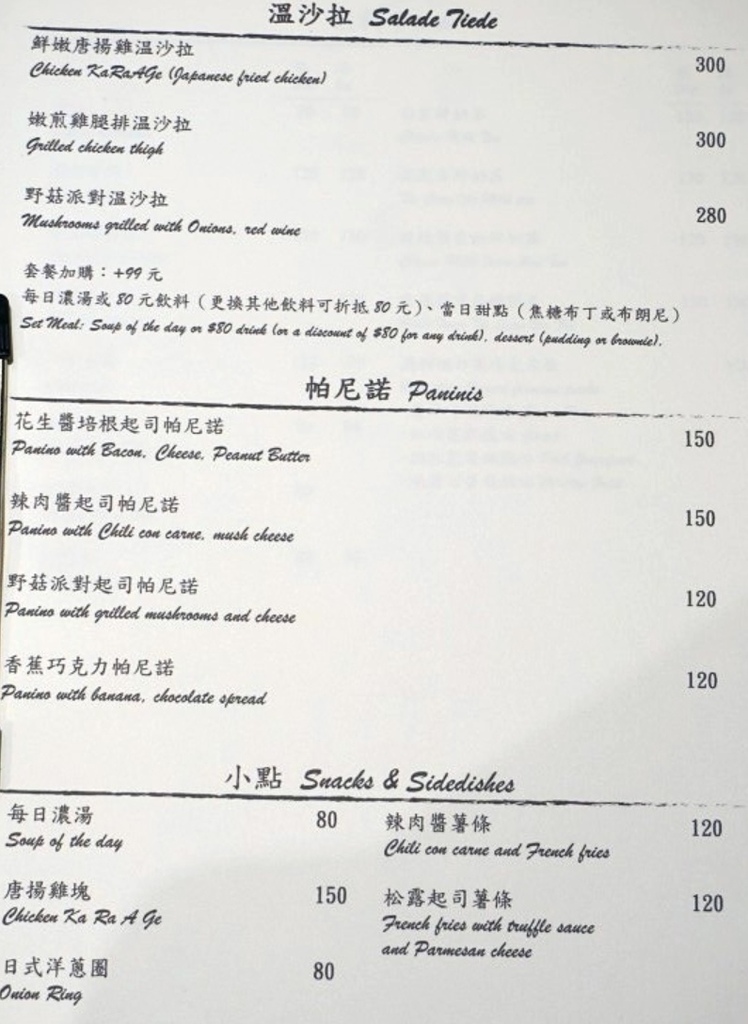 溫沙拉 Salade Tiede
鮮嫩唐揚雞溫沙拉 300
Chicken KaRaAGe (Japanese fried chicken)
嫩煎雞腿排溫沙拉 300
Grilled chicken thigh
野菇派對溫沙拉 280
Mushrooms grilled with Onions, red wine
套餐加購：+99 元
每日濃湯或 80 元飲料（更換其他飲料可折抵 80 元）、當日甜點（焦糖布丁或布朗尼）
Set Meal: Soup of the day or $80 drink (or a discount of $80 for any drink), dessert (pudding or brownie).
帕尼諾 Paninis
花生醬培根起司帕尼諾 150
Panino with Bacon, Cheese, Peanut Butter
辣肉醬起司帕尼諾 150
Panino with Chili con carne, mush cheese
野菇派對起司帕尼諾 120
Panino with grilled mushrooms and cheese
香蕉巧克力帕尼諾 120
Panino with banana, chocolate spread
小點 Snacks & Sidedishes
每日濃湯 80
Soup of the day
唐揚雞塊 150
Chicken Ka Ra A Ge
日式洋蔥圈 80
Onion Ring
辣肉醬薯條 120
Chili con carne and French fries
松露起司薯條 120
French fries with truffle sauce
and Parmesan cheese